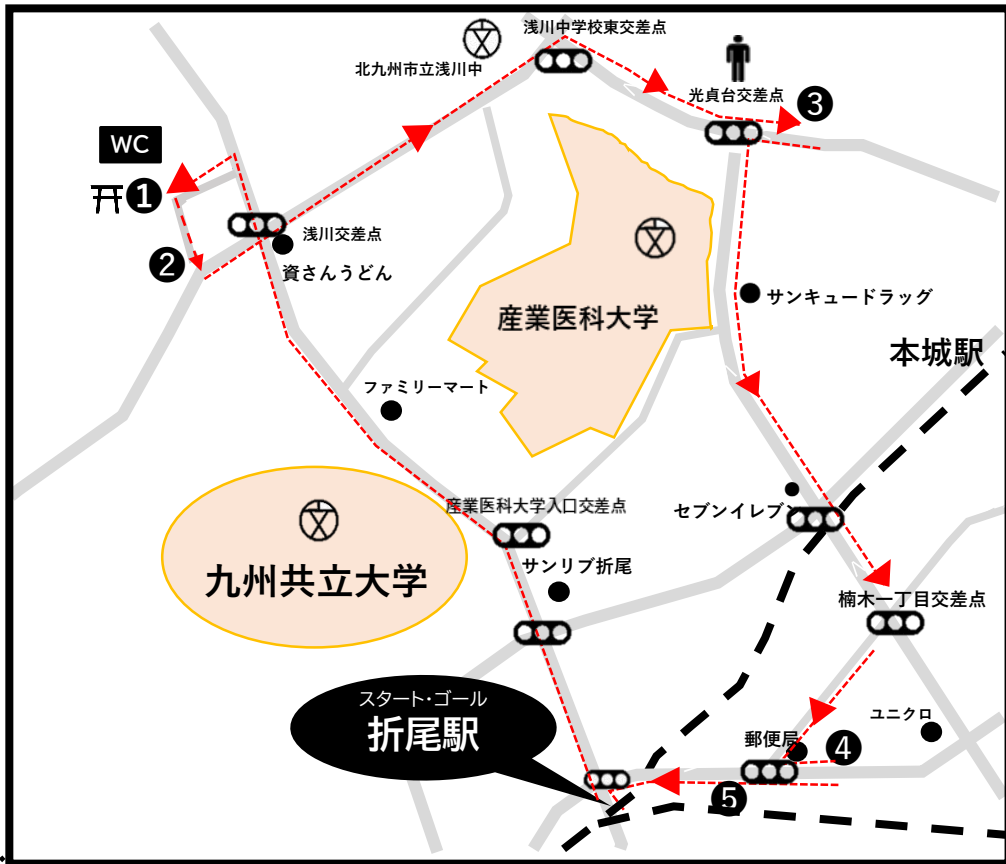 浅川中学校東交差点
北九州市立浅川中
光貞台交差点
❸
WC
❶
浅川交差点
❷
資さんうどん
サンキュードラッグ
産業医科大学
本城駅
ファミリーマート
産業医科大学入口交差点
セブンイレブン
サンリブ折尾
九州共立大学
楠木一丁目交差点
スタート・ゴール
折尾駅
ユニクロ
郵便局
❹
❺